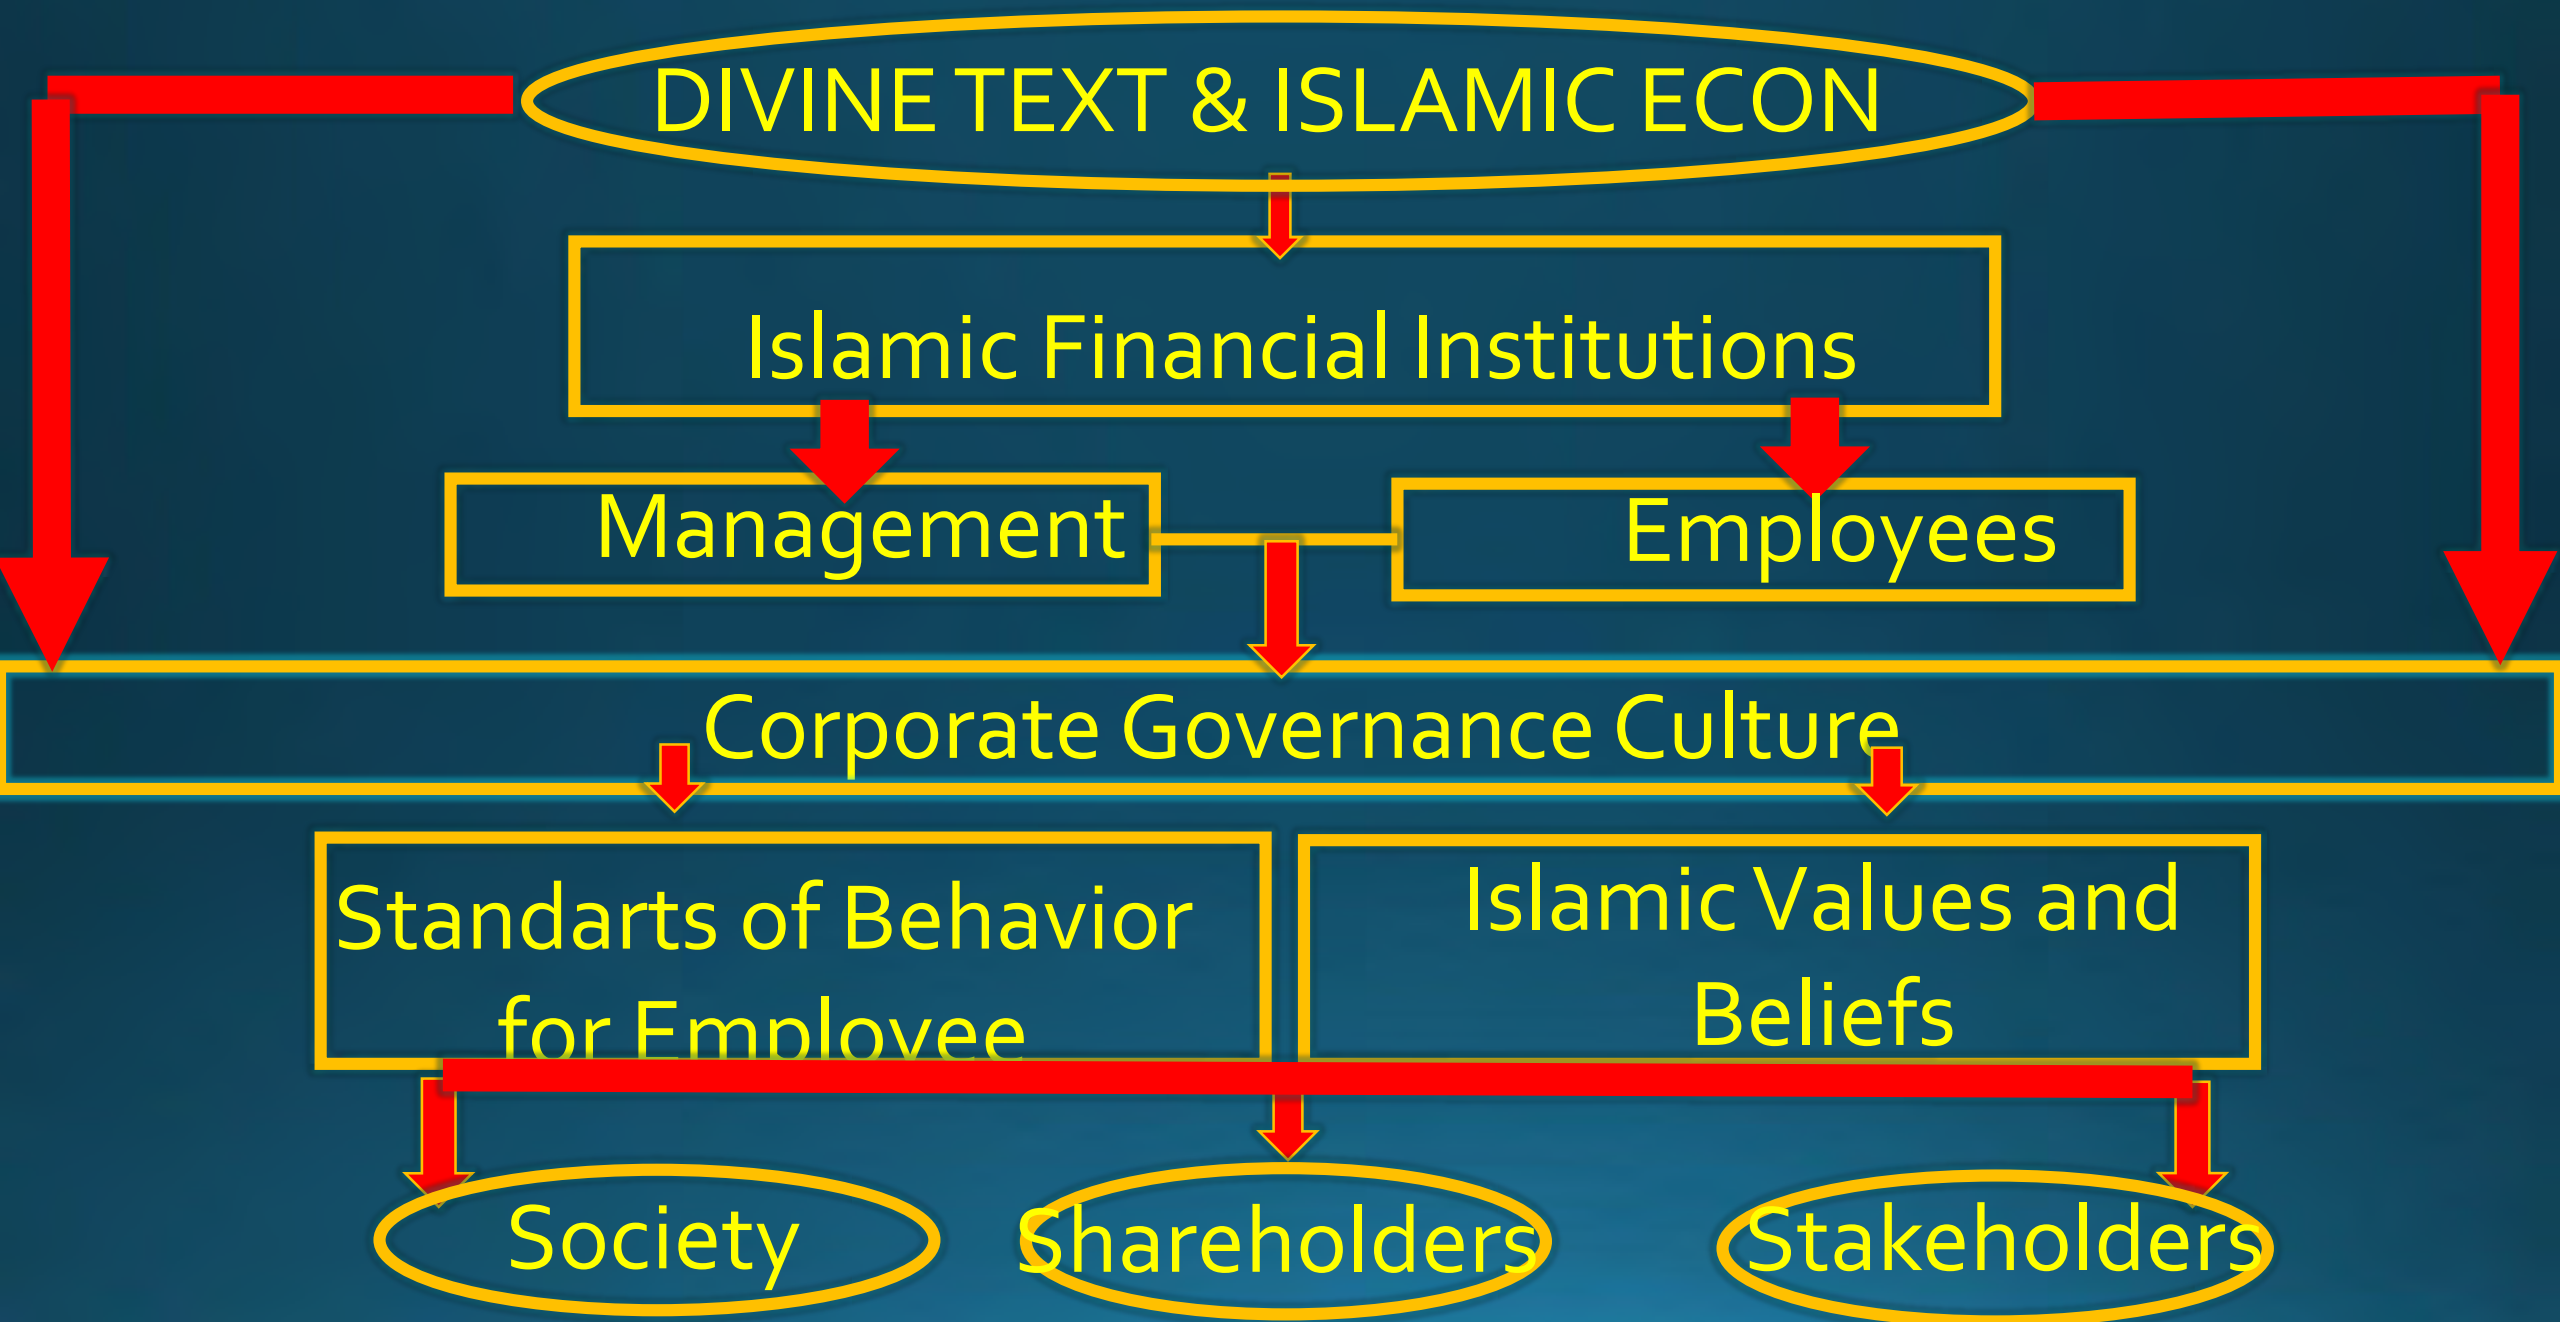 DIVINE TEXT & ISLAMIC ECON
Islamic Financial Institutions
Management
Employees
Corporate Governance Culture
Standarts of Behavior
for Employee
Islamic Values and
Beliefs
Society
Shareholders
Stakeholders